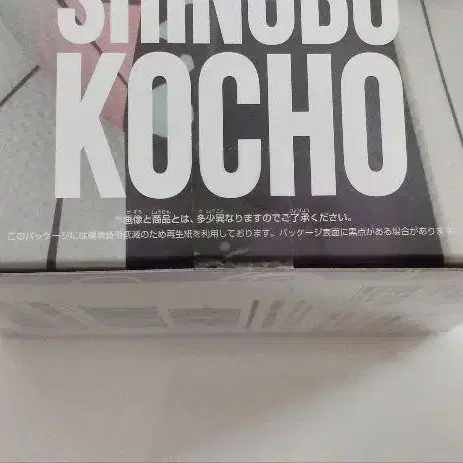 SHINOBU
KOCHO
※画像と商品とは、多少異なりますのでご了承ください。
このパッケージには環境負荷低減のため再生紙を利用しております。パッケージ表面に黒点がある場合があります